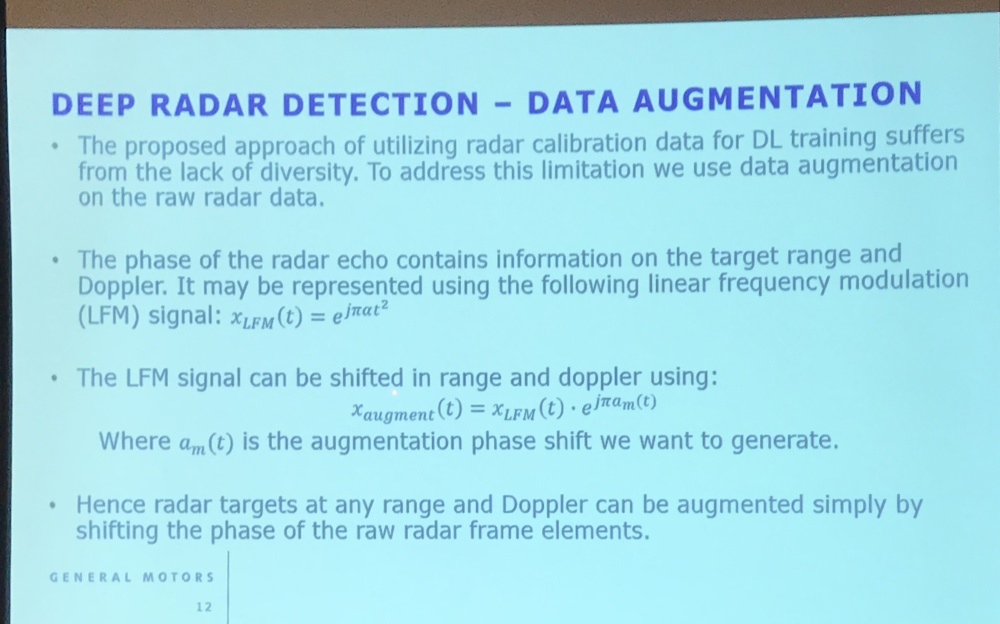 DEEP RADAR DETECTION – DATA AUGMENTATION
• The proposed approach of utilizing radar calibration data for DL training suffers
from the lack of diversity. To address this limitation we use data augmentation
on the raw radar data.
• The phase of the radar echo contains information on the target range and
Doppler. It may be represented using the following linear frequency modulation
(LFM) signal: x_{LFM}(t) = e^{jπαt^2}
• The LFM signal can be shifted in range and doppler using:
x_{augment}(t) = x_{LFM}(t) · e^{jπa_m(t)}
Where a_m(t) is the augmentation phase shift we want to generate.
• Hence radar targets at any range and Doppler can be augmented simply by
shifting the phase of the raw radar frame elements.
GENERAL MOTORS
12